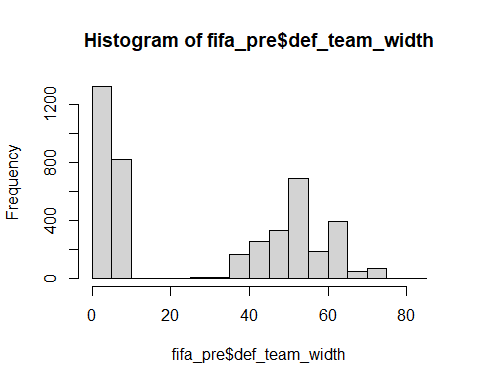 Histogram of fifa_pre$def_team_width
Frequency
1200
800
400
0
0 20 40 60 80
fifa_pre$def_team_width